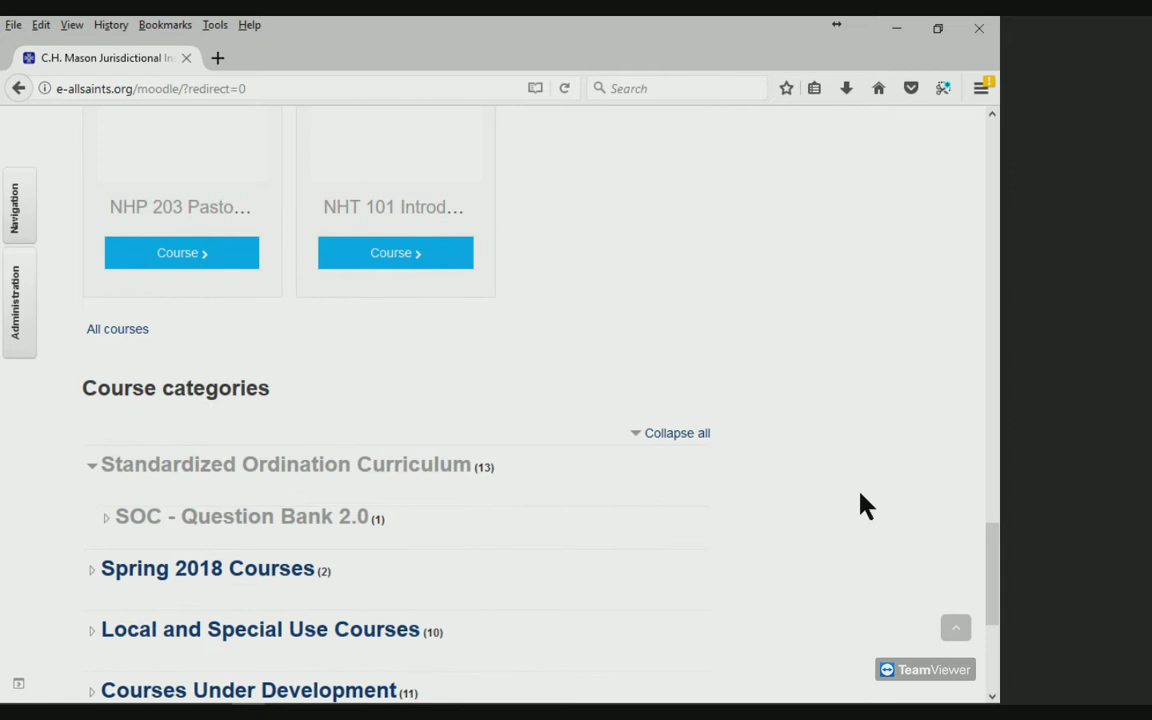 File Edit View History Bookmarks Tools Help
C.H. Mason Jurisdictional In
e-allsaints.org/moodle/?redirect=0
Search
Navigation
Administration
NHP 203 Pasto...
NHT 101 Introd...
Course
Course
All courses
Course categories
Collapse all
Standardized Ordination Curriculum (13)
SOC - Question Bank 2.0 (1)
Spring 2018 Courses (2)
Local and Special Use Courses (10)
Courses Under Development (11)
TeamViewer